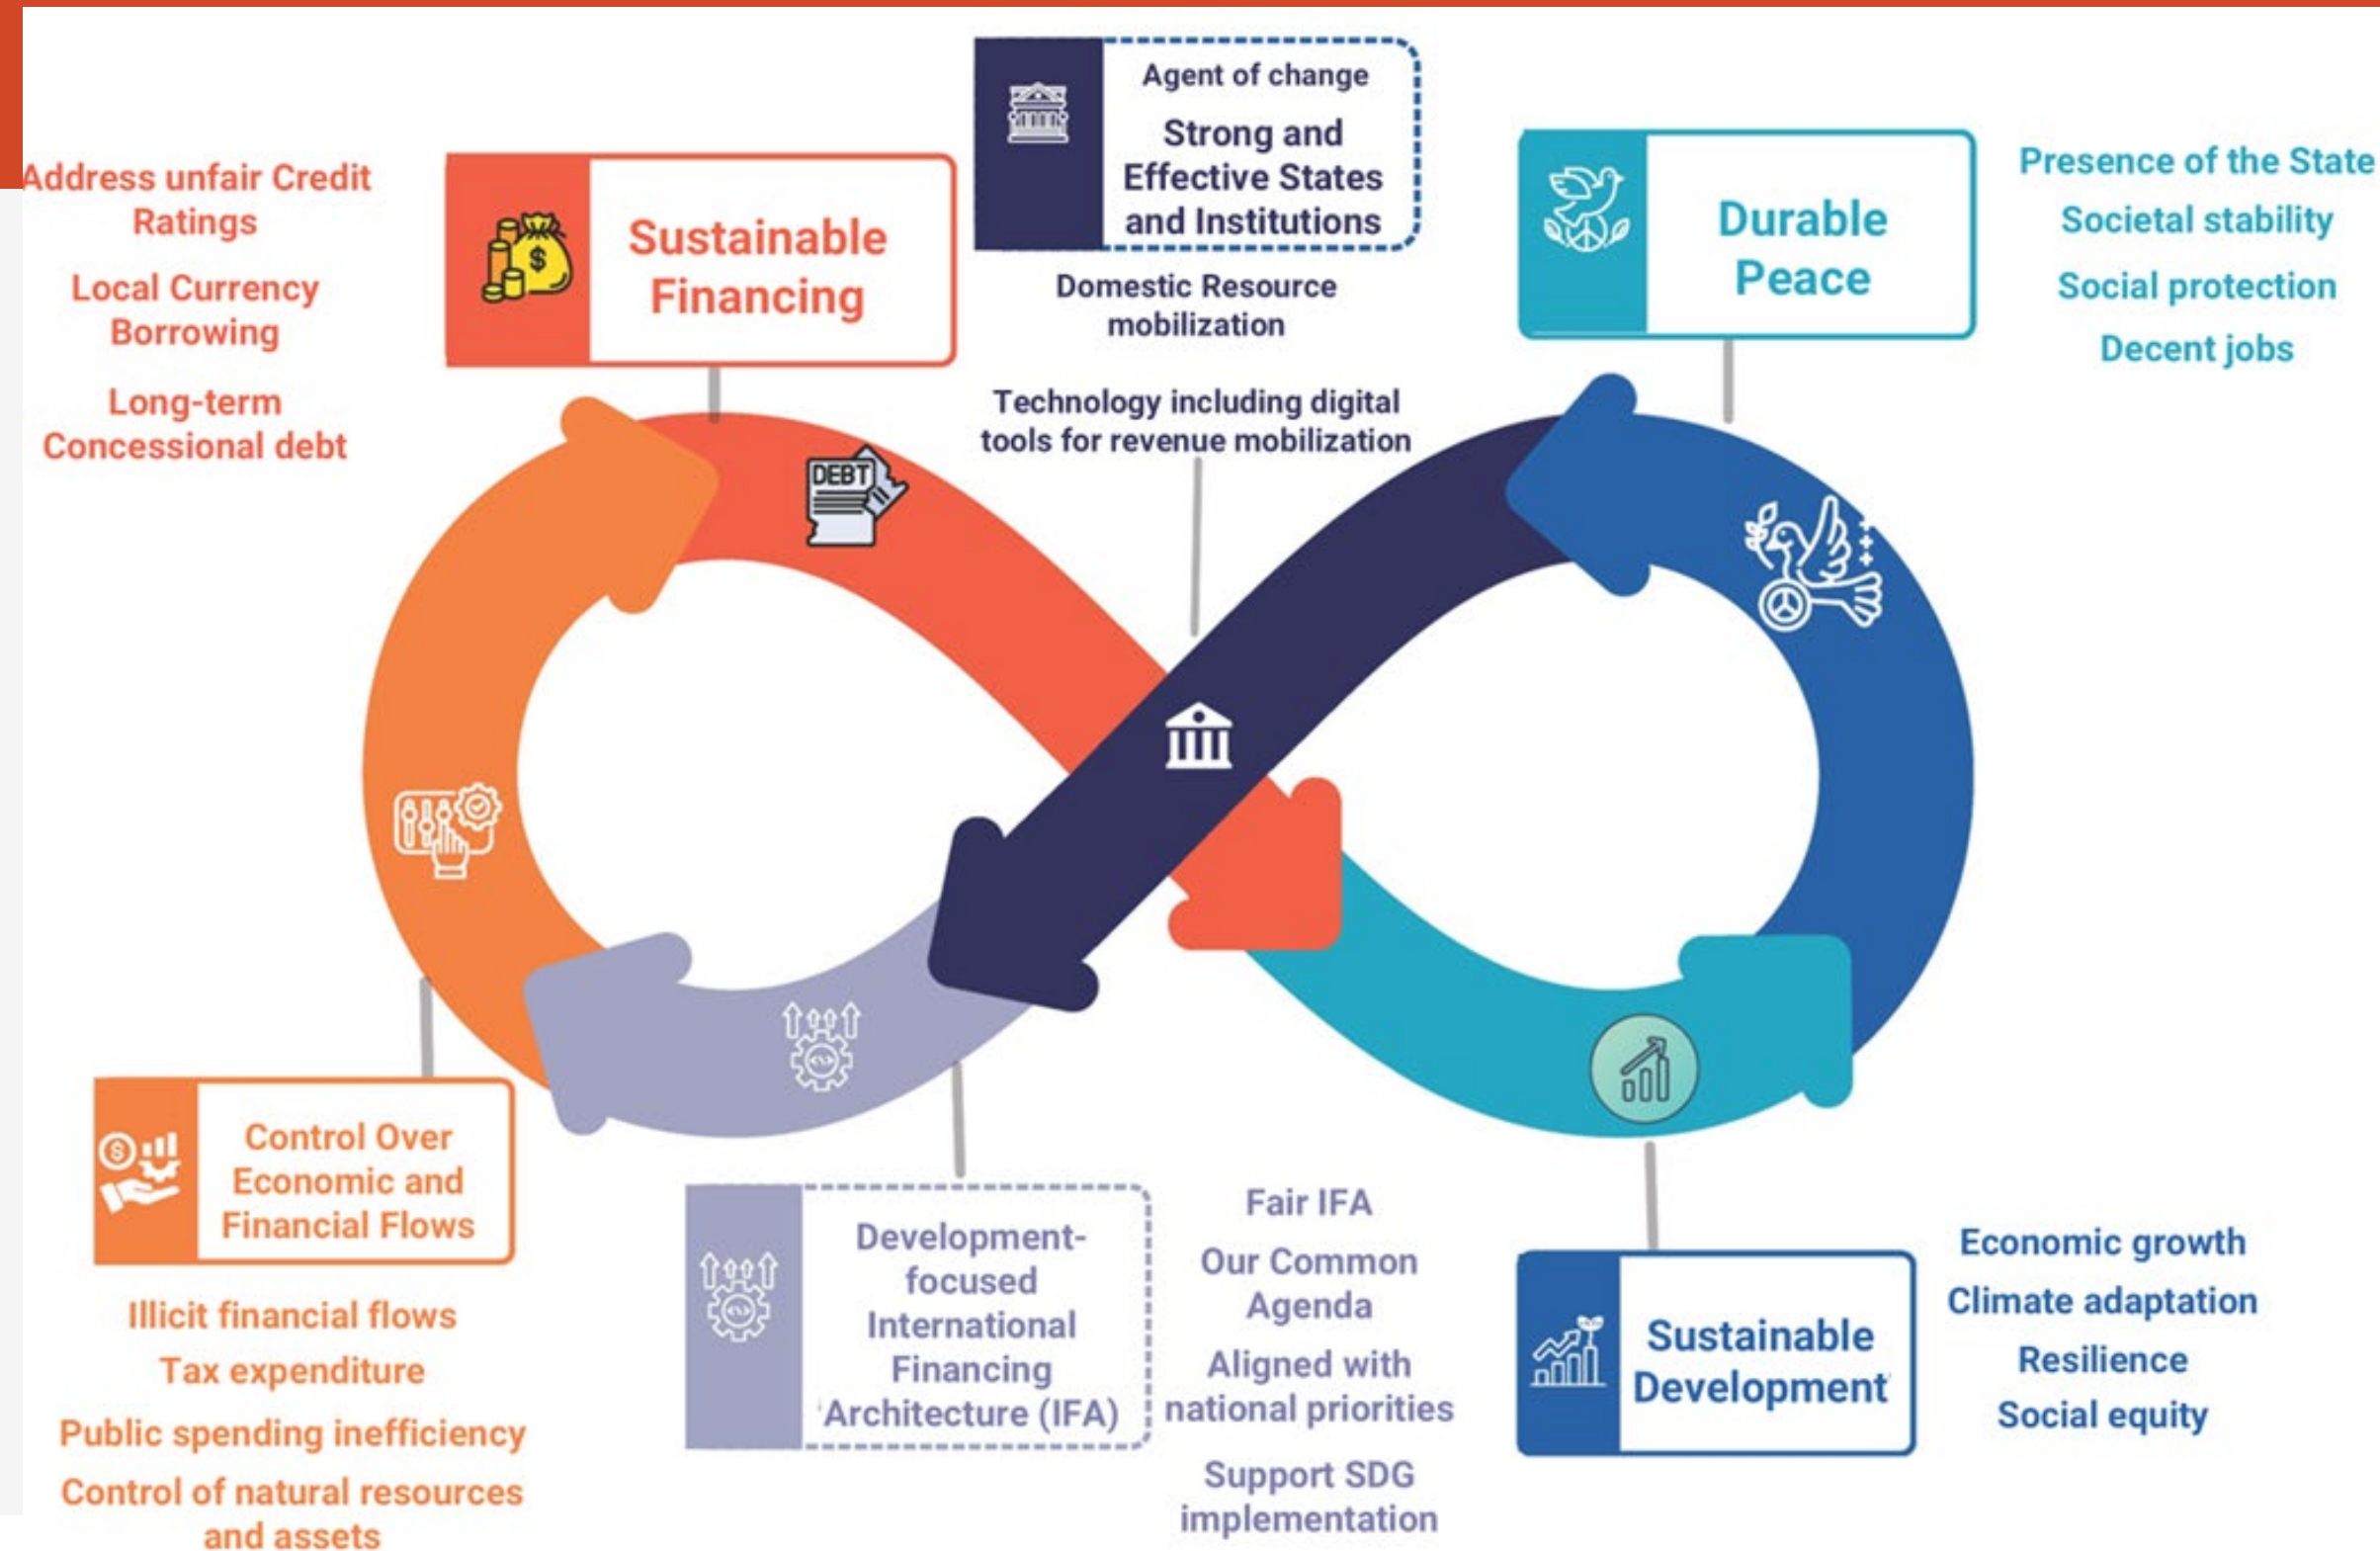 Address unfair Credit
Ratings
Local Currency
Borrowing
Long-term
Concessional debt
Sustainable
Financing
Agent of change
Strong and
Effective States
and Institutions
Domestic Resource
mobilization
Technology including digital
tools for revenue mobilization
Durable
Peace
Presence of the State
Societal stability
Social protection
Decent jobs
DEBT
Control Over
Economic and
Financial Flows
Illicit financial flows
Tax expenditure
Public spending inefficiency
Control of natural resources
and assets
Development-
focused
International
Financing
Architecture (IFA)
Fair IFA
Our Common
Agenda
Aligned with
national priorities
Support SDG
implementation
Sustainable
Development
Economic growth
Climate adaptation
Resilience
Social equity